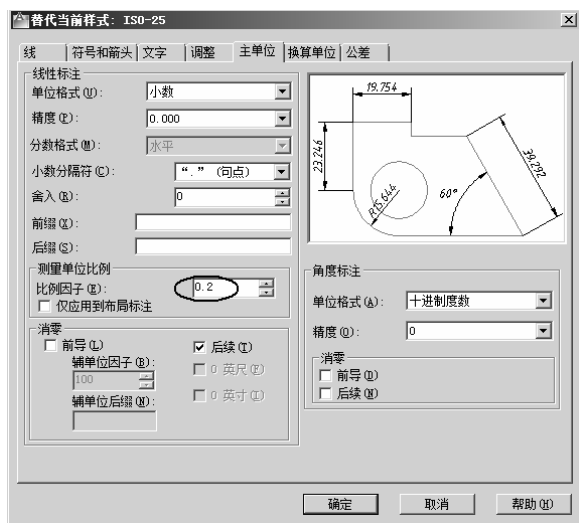 替代当前样式: ISO-25
线 符号和箭头 文字 调整 主单位 换算单位 公差
线性标注
单位格式(U): 小数
精度(P): 0.000
分数格式(M): 水平
小数分隔符(C): “.” (句点)
舍入(R): 0
前缀(X):
后缀(S):
测量单位比例
比例因子(E): 0.2
仅应用到布局标注
消零
前导(L)
后续(T)
辅单位因子(B):
100
0 英尺(F)
辅单位后缀(N):
0 英寸(I)
19.754
23.246
39.292
R15.644
60°
角度标注
单位格式(A): 十进制度数
精度(O): 0
消零
前导(D)
后续(N)
确定 取消 帮助(H)